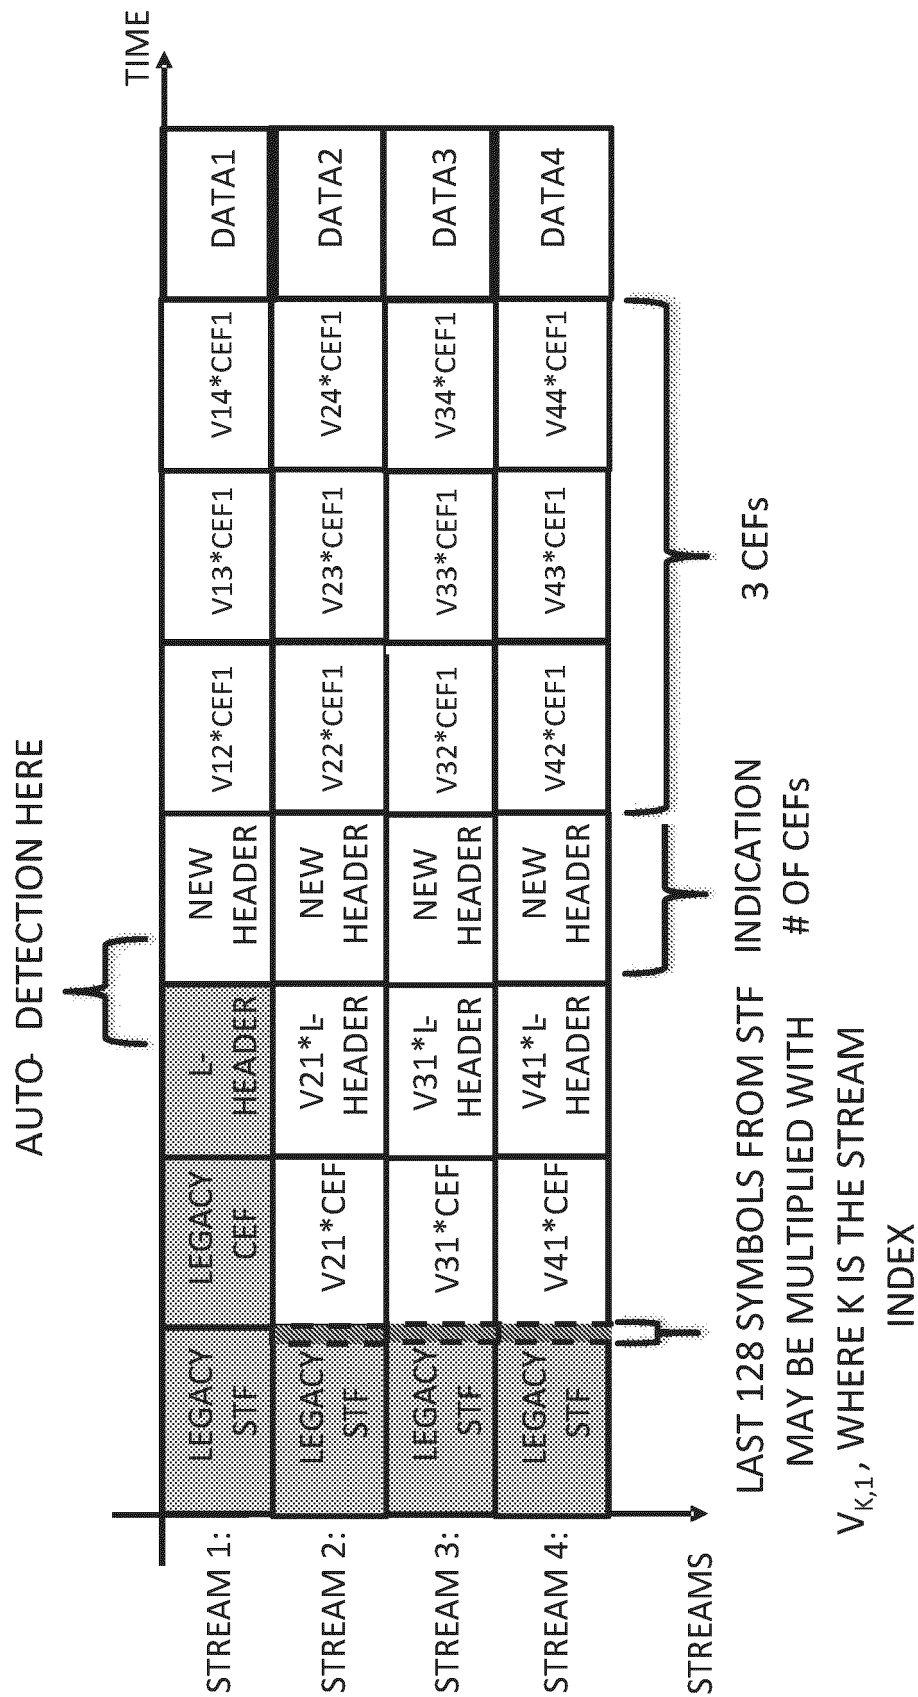 AUTO- DETECTION HERE
TIME
STREAM 1:
LEGACY
STF
LEGACY
CEF
L-
HEADER
NEW
HEADER
V12*CEF1
V13*CEF1
V14*CEF1
DATA1
STREAM 2:
LEGACY
STF
V21*CEF
V21*L-
HEADER
NEW
HEADER
V22*CEF1
V23*CEF1
V24*CEF1
DATA2
STREAM 3:
LEGACY
STF
V31*CEF
V31*L-
HEADER
NEW
HEADER
V32*CEF1
V33*CEF1
V34*CEF1
DATA3
STREAM 4:
LEGACY
STF
V41*CEF
V41*L-
HEADER
NEW
HEADER
V42*CEF1
V43*CEF1
V44*CEF1
DATA4
STREAMS
LAST 128 SYMBOLS FROM STF
MAY BE MULTIPLIED WITH
VK,1, WHERE K IS THE STREAM
INDEX
INDICATION
# OF CEFs
3 CEFs